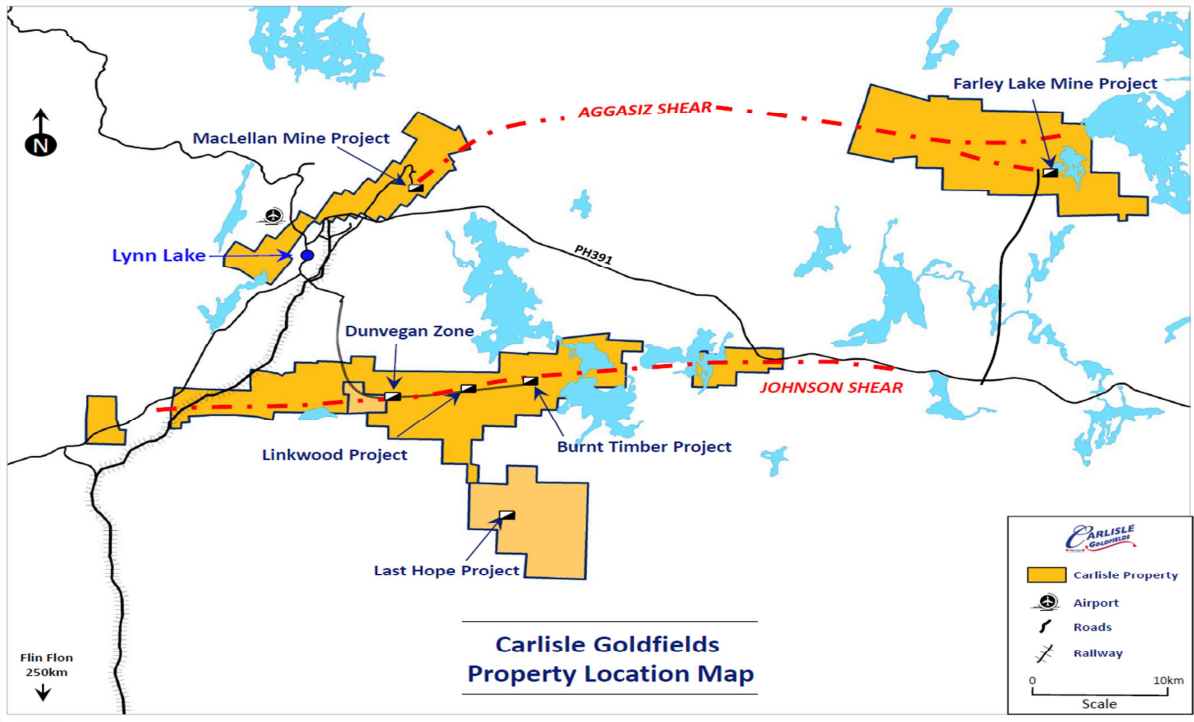 Farley Lake Mine Project
AGGASIZ SHEAR
MacLellan Mine Project
N
Lynn Lake
PH391
Dunvegan Zone
JOHNSON SHEAR
Linkwood Project
Burnt Timber Project
Last Hope Project
Carlisle Goldfields
Property Location Map
Flin Flon
250km
CARLISLE
GOLDFIELDS
Carlisle Property
Airport
Roads
Railway
0 10km
Scale